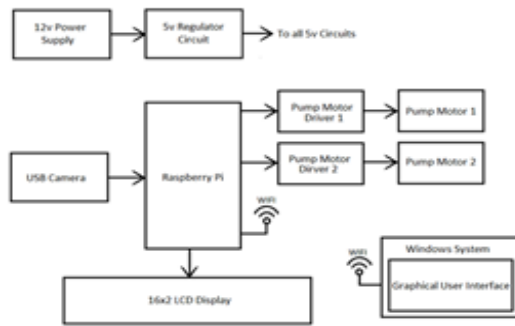 12v Power
Supply
5v Regulator
Circuit
To all 5v Circuits
Pump Motor
Driver 1
Pump Motor 1
Pump Motor
Dirver 2
Pump Motor 2
USB Camera
Raspberry Pi
WIFI
16x2 LCD Display
WIFI
Windows System
Graphical User Interface